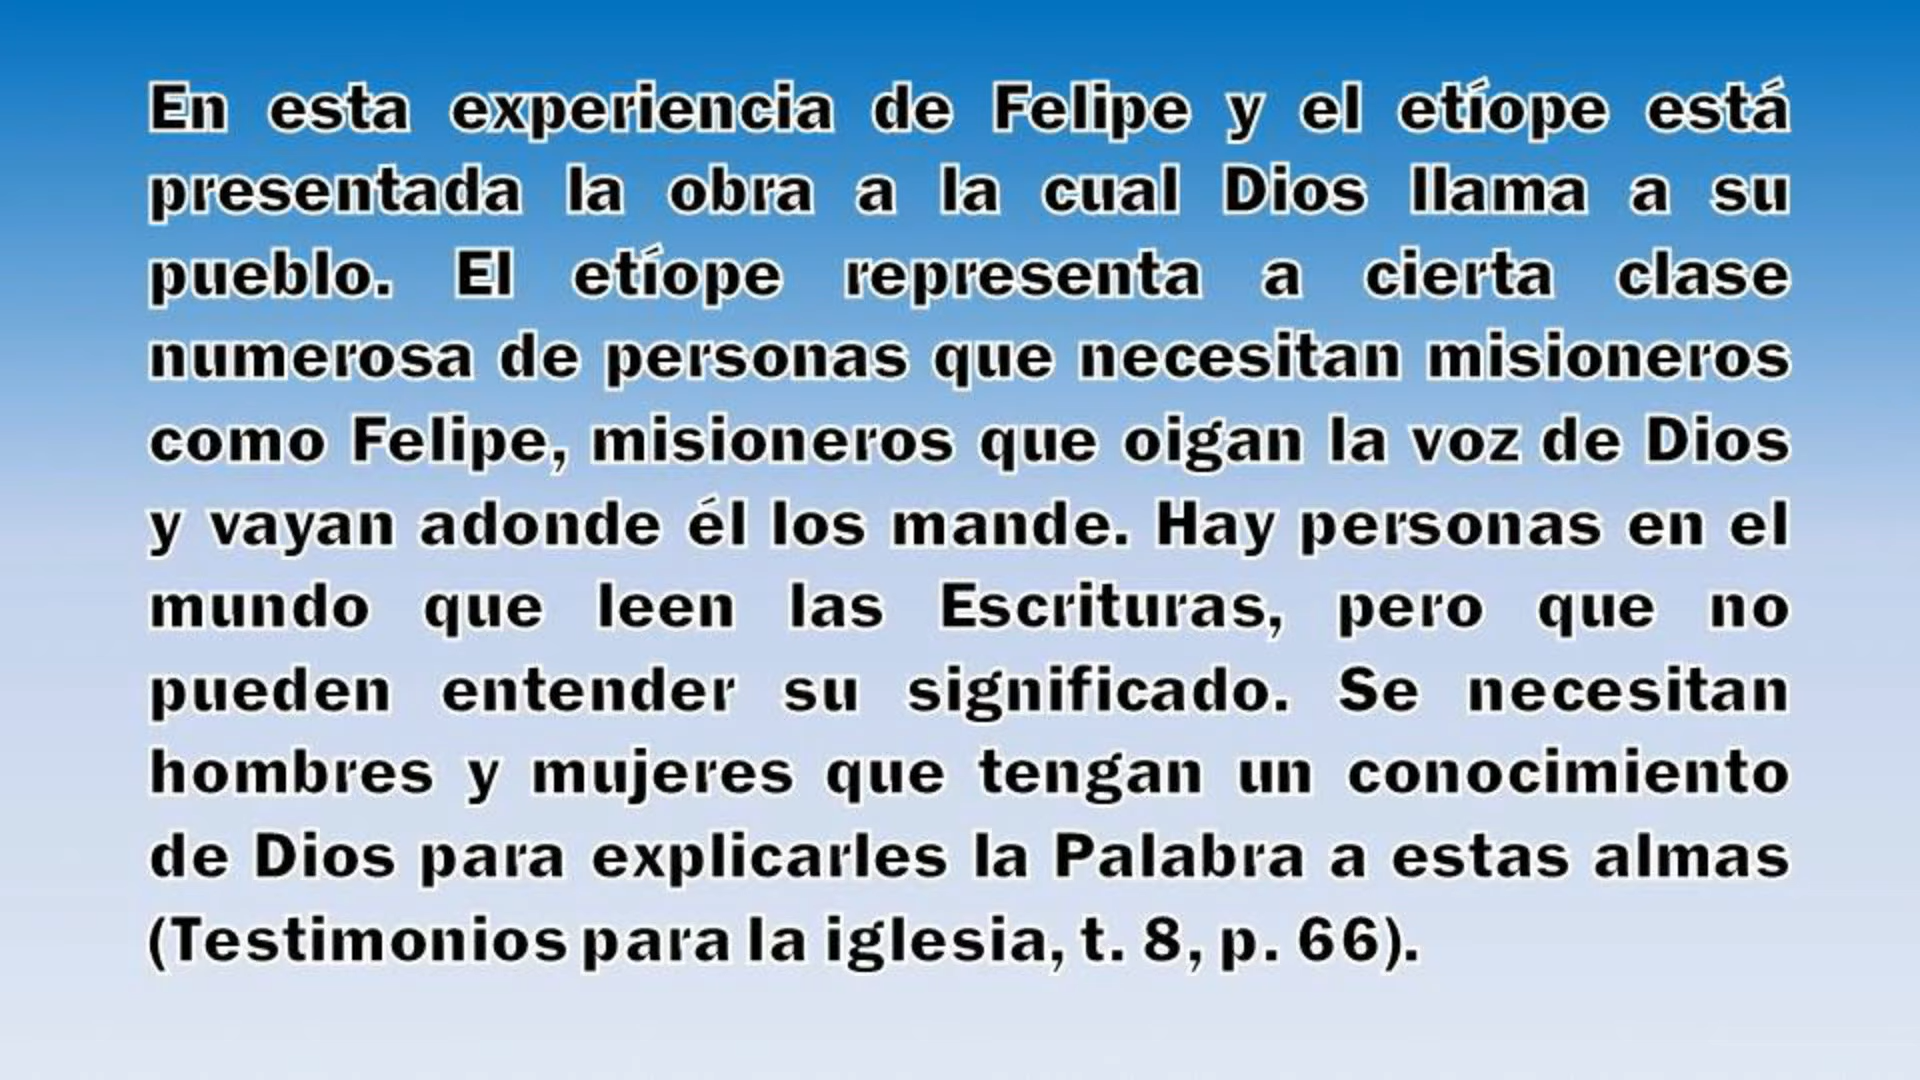 En esta experiencia de Felipe y el etíope está
presentada la obra a la cual Dios llama a su
pueblo. El etíope representa a cierta clase
numerosa de personas que necesitan misioneros
como Felipe, misioneros que oigan la voz de Dios
y vayan adonde él los mande. Hay personas en el
mundo que leen las Escrituras, pero que no
pueden entender su significado. Se necesitan
hombres y mujeres que tengan un conocimiento
de Dios para explicarles la Palabra a estas almas
(Testimonios para la iglesia, t. 8, p. 66).